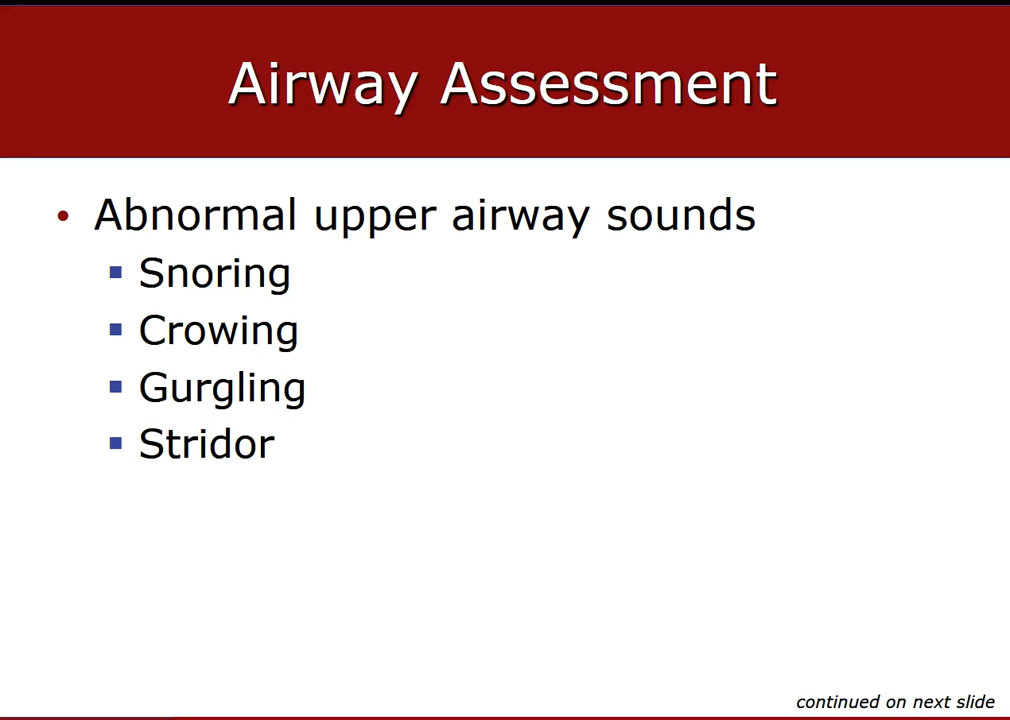 Airway Assessment
• Abnormal upper airway sounds
▪ Snoring
▪ Crowing
▪ Gurgling
▪ Stridor
continued on next slide